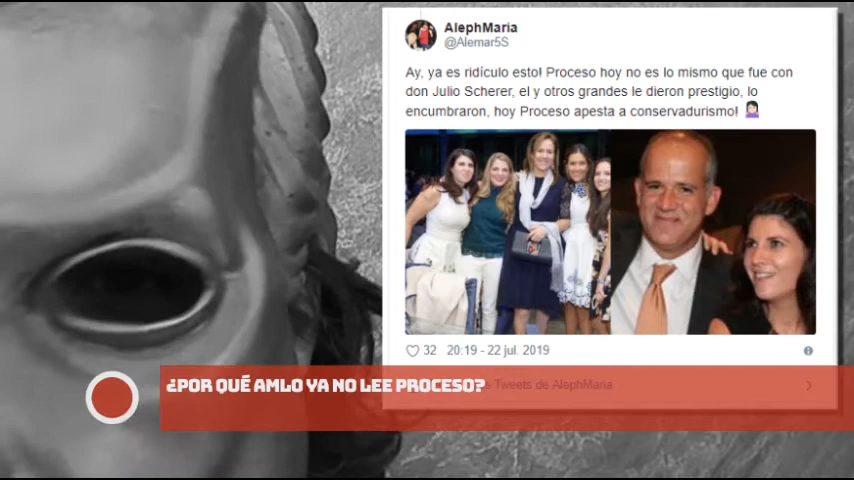 AlephMaria
@Alemar5S
Ay, ya es ridículo esto! Proceso hoy no es lo mismo que fue con
don Julio Scherer, el y otros grandes le dieron prestigio, lo
encumbraron, hoy Proceso apesta a conservadurismo!
32 20:19 - 22 jul. 2019
Tweets de AlephMaria
¿POR QUÉ AMLO YA NO LEE PROCESO?